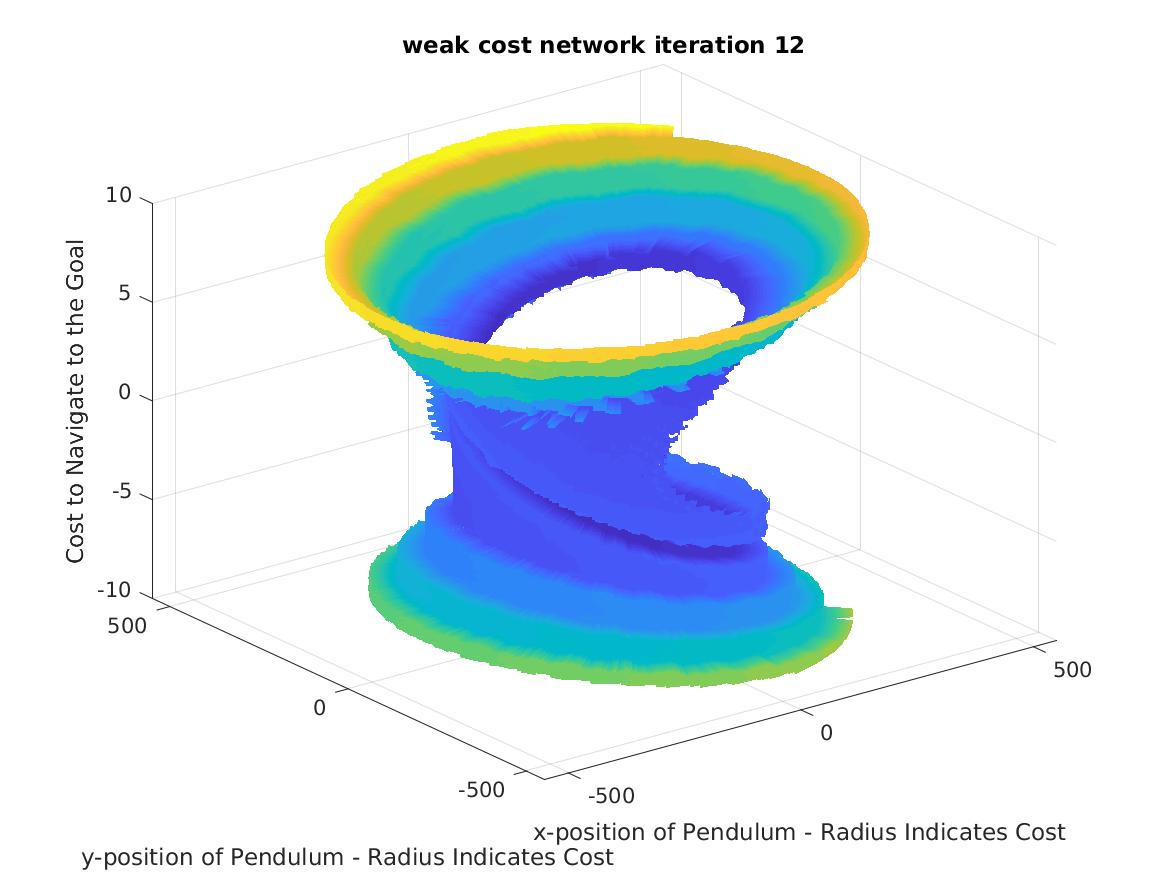 weak cost network iteration 12
Cost to Navigate to the Goal
10
5
0
-5
-10
500
0
-500
-500
0
500
x-position of Pendulum - Radius Indicates Cost
y-position of Pendulum - Radius Indicates Cost